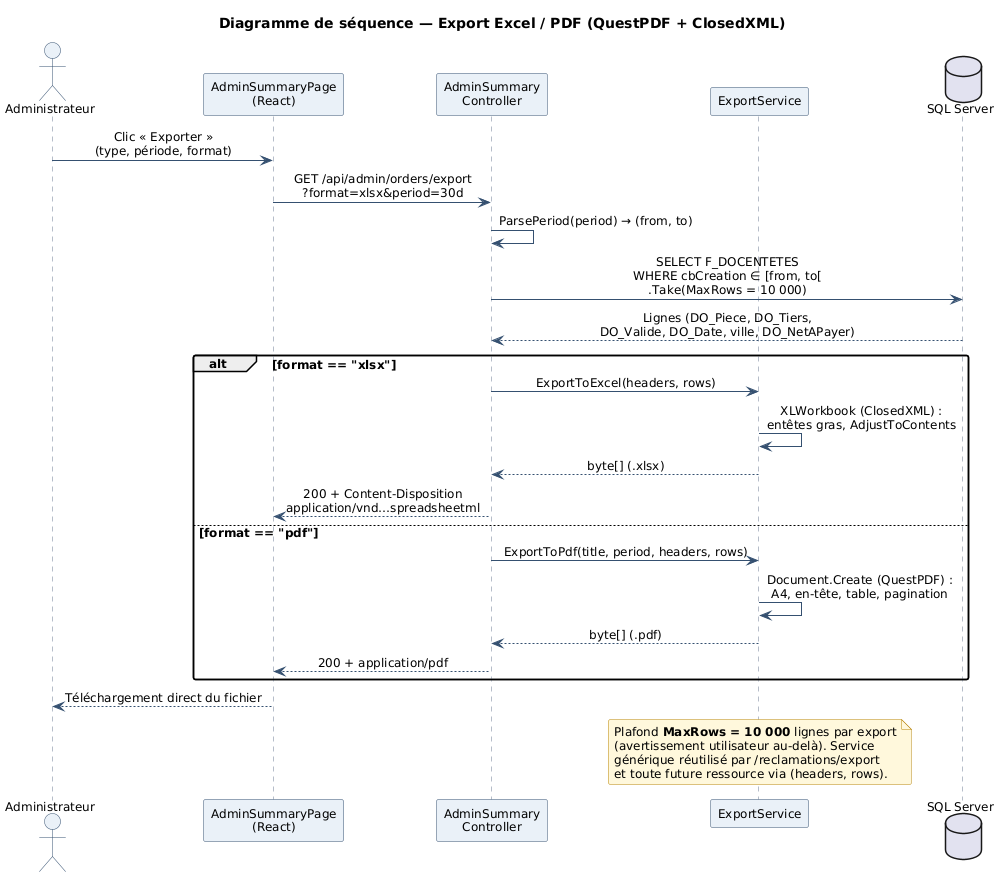 Diagramme de séquence — Export Excel / PDF (QuestPDF + ClosedXML)
Administrateur
AdminSummaryPage
(React)
AdminSummary
Controller
ExportService
SQL Server
Clic « Exporter »
(type, période, format)
GET /api/admin/orders/export
?format=xlsx&period=30d
ParsePeriod(period) → (from, to)
SELECT F_DOCENTETES
WHERE cbCreation ∈ [from, to[
.Take(MaxRows = 10 000)
Lignes (DO_Piece, DO_Tiers,
DO_Valide, DO_Date, ville, DO_NetAPayer)
alt
[format == "xlsx"]
ExportToExcel(headers, rows)
XLWorkbook (ClosedXML) :
entêtes gras, AdjustToContents
byte[] (.xlsx)
200 + Content-Disposition
application/vnd...spreadsheetml
[format == "pdf"]
ExportToPdf(title, period, headers, rows)
Document.Create (QuestPDF) :
A4, en-tête, table, pagination
byte[] (.pdf)
200 + application/pdf
Téléchargement direct du fichier
Plafond MaxRows = 10 000 lignes par export
(avertissement utilisateur au-delà). Service
générique réutilisé par /reclamations/export
et toute future ressource via (headers, rows).
Administrateur
AdminSummaryPage
(React)
AdminSummary
Controller
ExportService
SQL Server